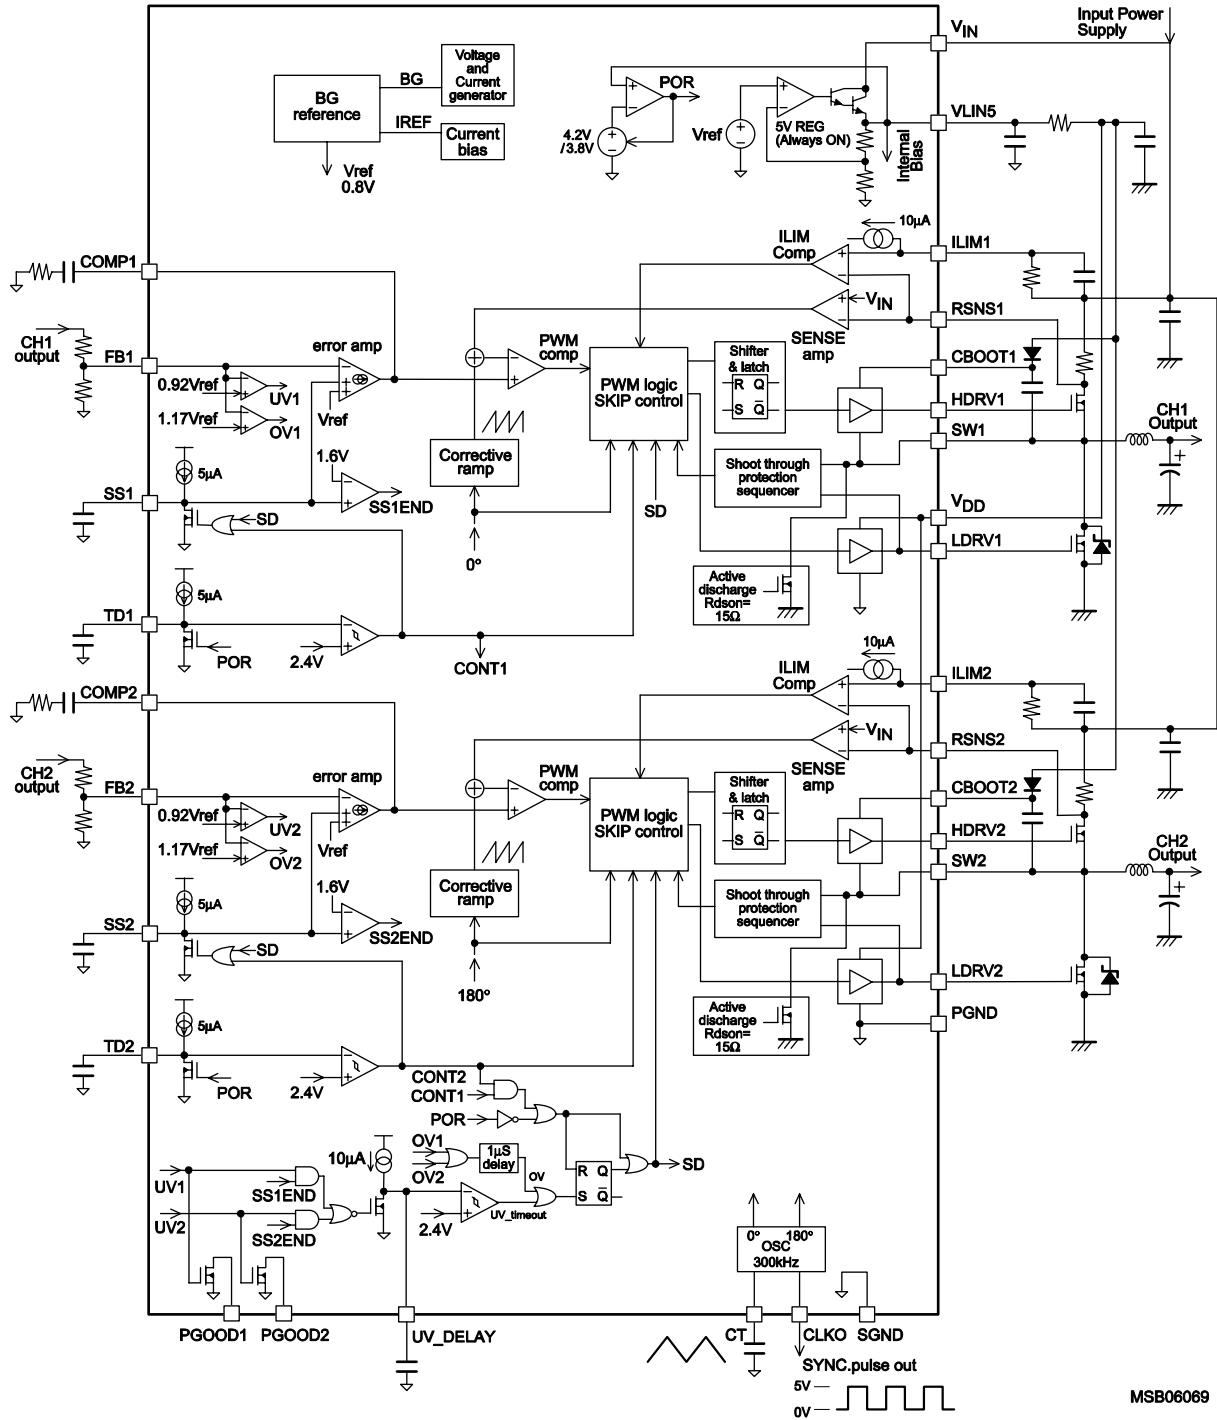 Input Power
Supply
VIN
Voltage
and
Current
generator
BG
BG
reference
IREF
Current
bias
Vref
0.8V
POR
4.2V
/3.8V
Vref
5V REG
(Always ON)
Internal
Bias
VLIN5
10μA
ILIM
Comp
ILIM1
COMP1
VIN
SENSE
amp
RSNS1
CH1
output
FB1
error amp
PWM
comp
PWM logic
SKIP control
Shifter
& latch
R Q
S Q̅
CBOOT1
0.92Vref
UV1
1.17Vref
OV1
Vref
HDRV1
CH1
Output
SW1
Corrective
ramp
1.6V
Shoot through
protection
sequencer
5μA
SS1
SS1END
SD
SD
VDD
LDRV1
0°
Active
discharge
Rdson=
15Ω
5μA
TD1
POR
2.4V
CONT1
10μA
ILIM
Comp
ILIM2
COMP2
VIN
SENSE
amp
RSNS2
CH2
output
FB2
error amp
PWM
comp
PWM logic
SKIP control
Shifter
& latch
R Q
S Q̅
CBOOT2
0.92Vref
UV2
1.17Vref
OV2
Vref
HDRV2
CH2
Output
SW2
Corrective
ramp
1.6V
Shoot through
protection
sequencer
5μA
SS2
SS2END
SD
LDRV2
180°
Active
discharge
Rdson=
15Ω
PGND
5μA
TD2
POR
2.4V
CONT2
CONT1
POR
OV1
OV2
1μS
delay
OV
R Q
S Q̅
SD
10μA
UV1
SS1END
UV2
SS2END
2.4V
UV_timeout
0° 180°
OSC
300kHz
PGOOD1
PGOOD2
UV_DELAY
CT
CLKO
SGND
SYNC.pulse out
5V
0V
MSB06069